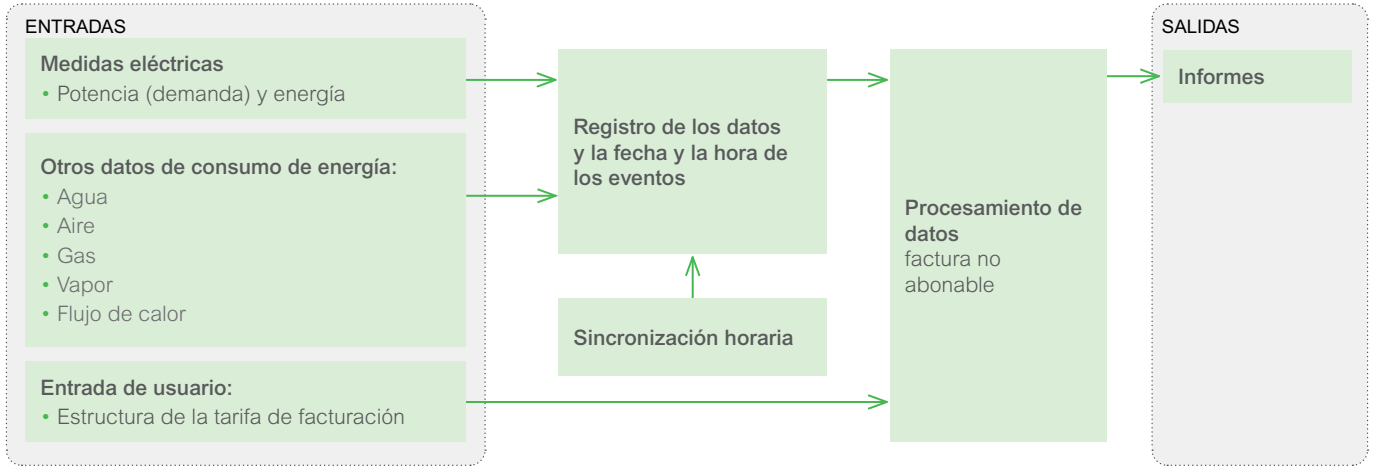 ENTRADAS
Medidas eléctricas
• Potencia (demanda) y energía
Otros datos de consumo de energía:
• Agua
• Aire
• Gas
• Vapor
• Flujo de calor
Entrada de usuario:
• Estructura de la tarifa de facturación
Registro de los datos
y la fecha y la hora de
los eventos
Sincronización horaria
Procesamiento de
datos
factura no
abonable
SALIDAS
Informes